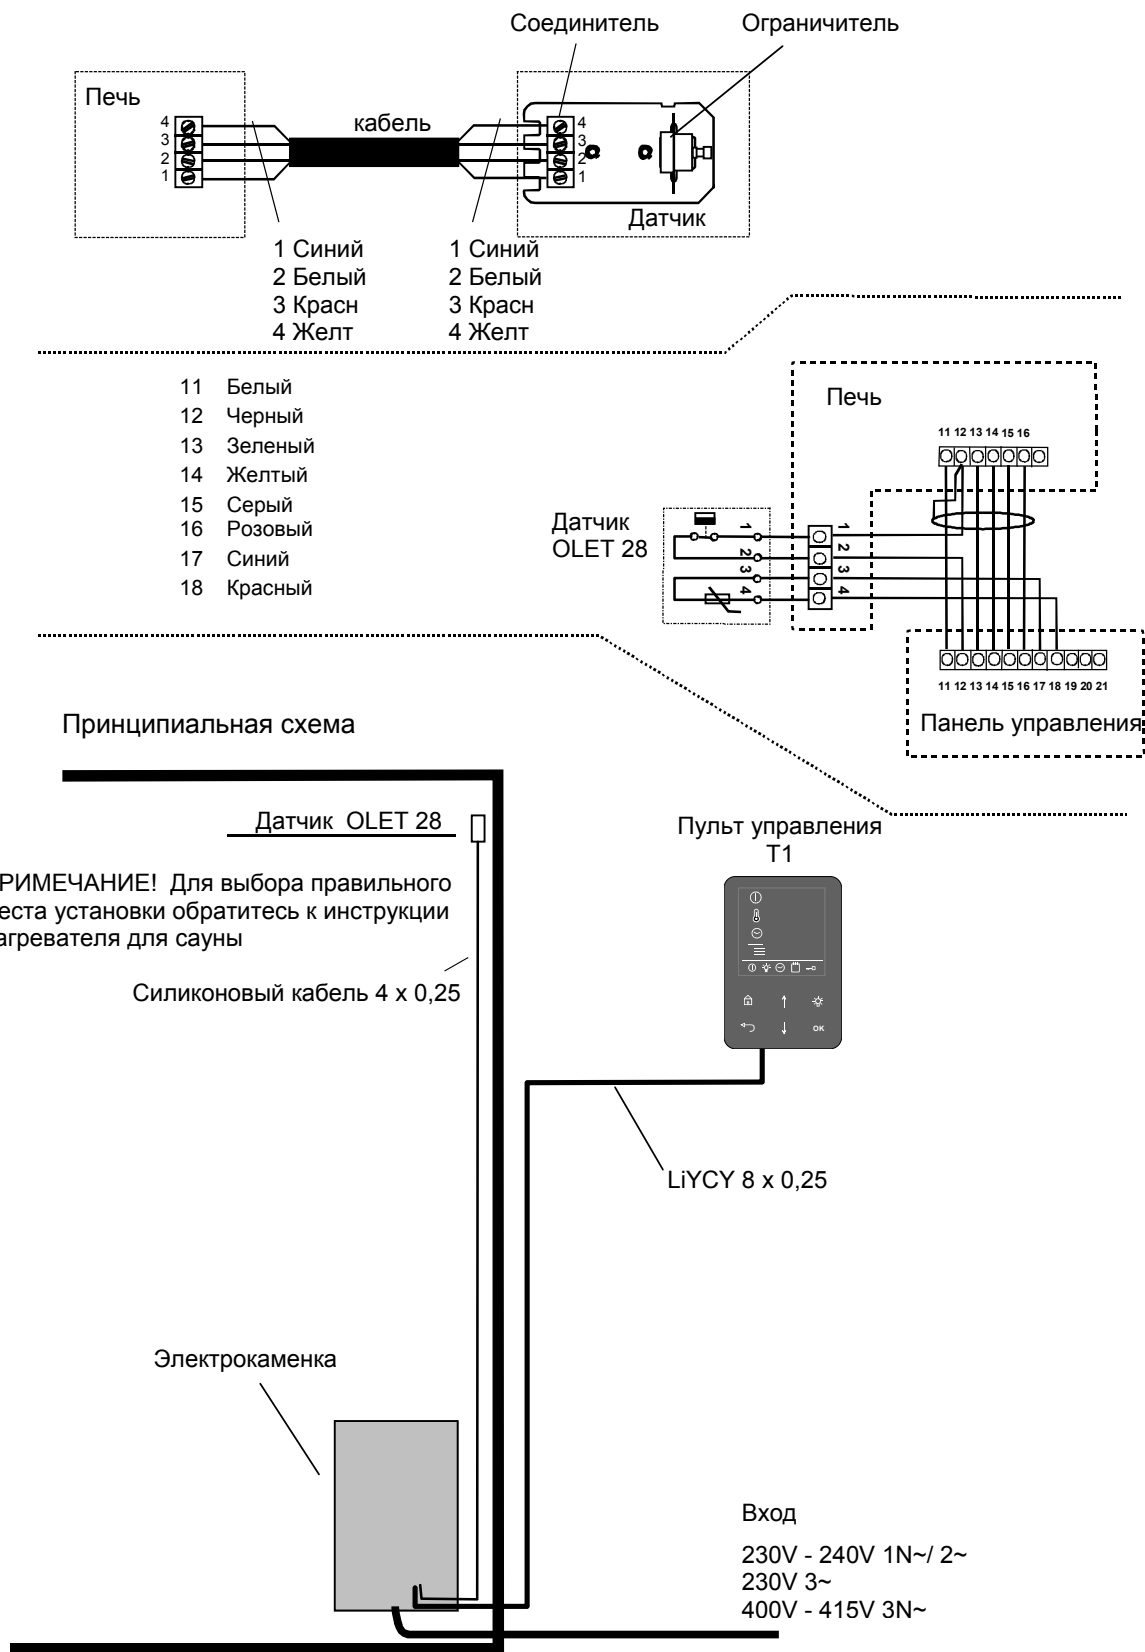 Соединитель
Ограничитель
Печь
кабель
4
3
2
1
4
3
2
1
Датчик
1 Синий
2 Белый
3 Красн
4 Желт
1 Синий
2 Белый
3 Красн
4 Желт
11 Белый
12 Черный
13 Зеленый
14 Желтый
15 Серый
16 Розовый
17 Синий
18 Красный
Печь
11 12 13 14 15 16
Датчик
OLET 28
1
2
3
4
1
2
3
4
11 12 13 14 15 16 17 18 19 20 21
Панель управления
Принципиальная схема
Датчик OLET 28
Пульт управления
T1
РИМЕЧАНИЕ! Для выбора правильного
еста установки обратитесь к инструкции
агревателя для сауны
Силиконовый кабель 4 x 0,25
OK
LiYCY 8 x 0,25
Электрокаменка
Вход
230V - 240V 1N~/ 2~
230V 3~
400V - 415V 3N~